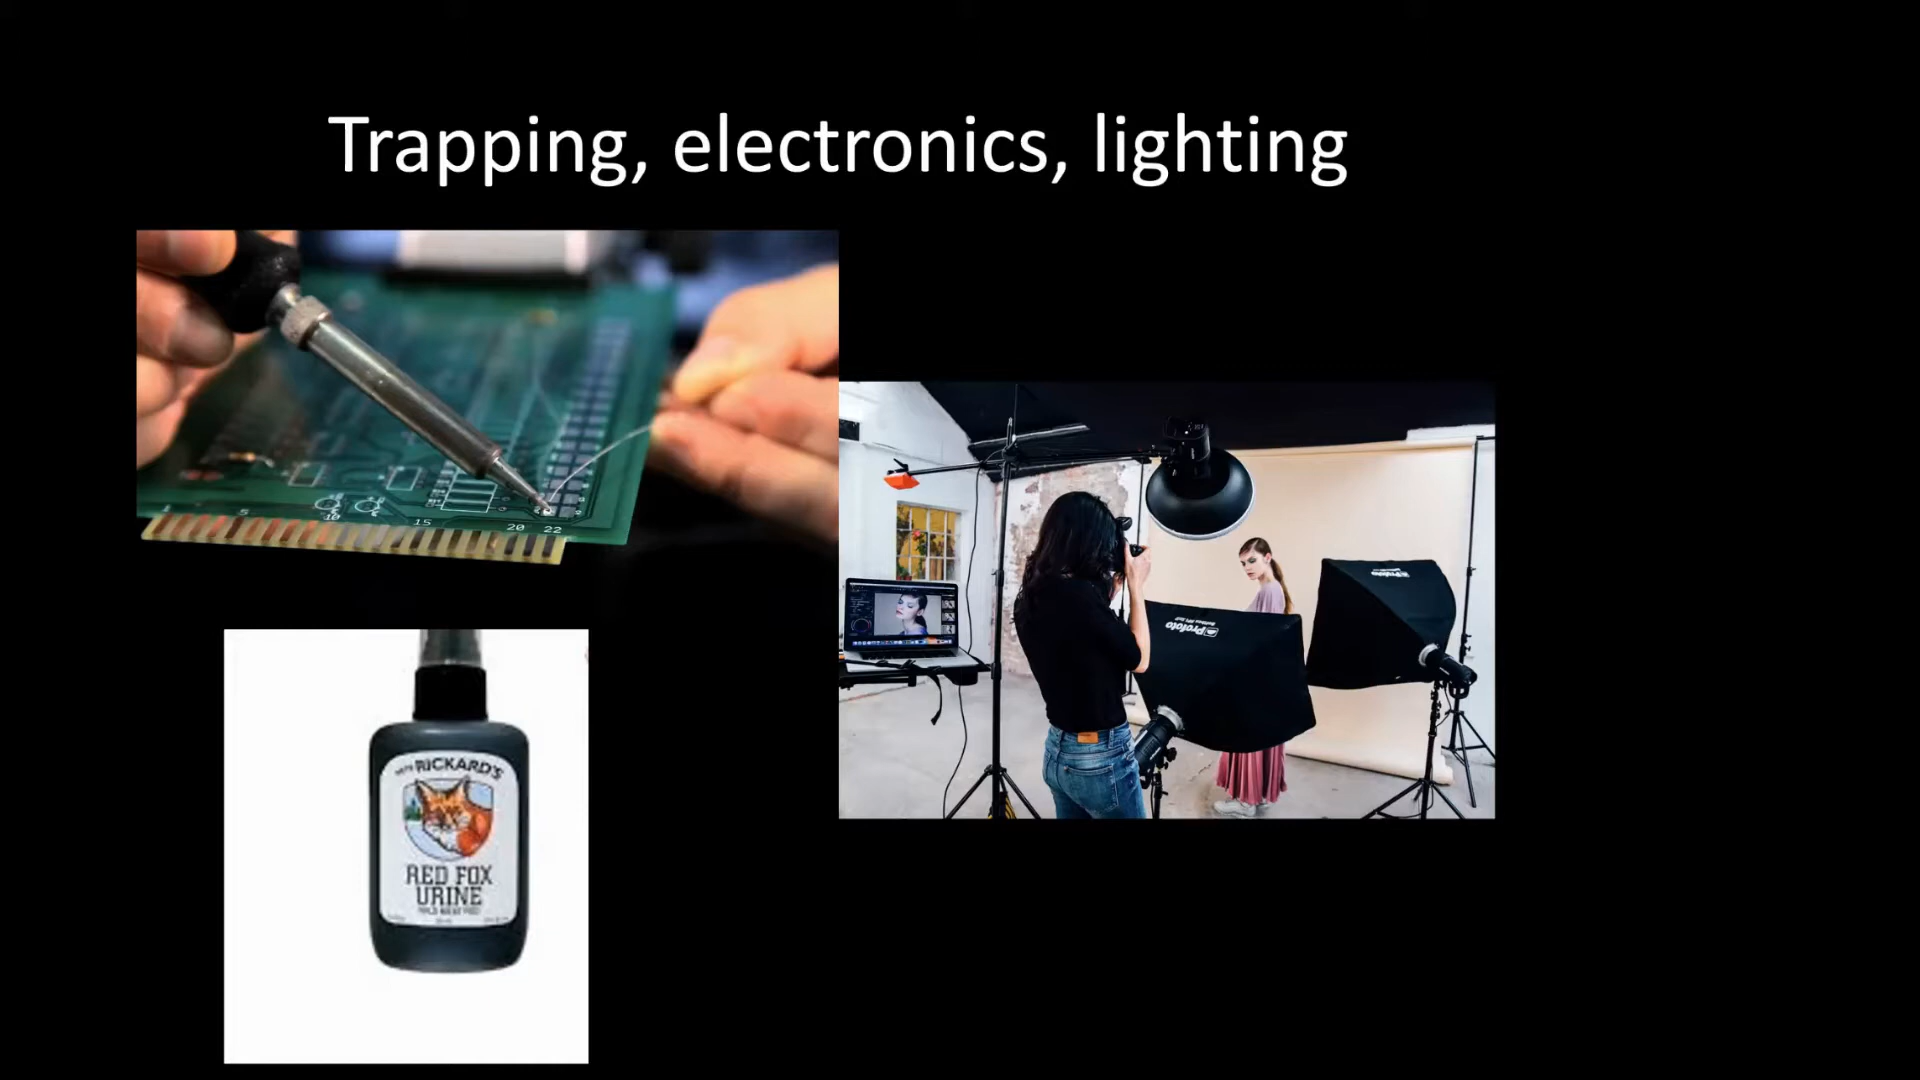 Trapping, electronics, lighting
5
10
15
20
22
Profoto
Profoto
RICKARD'S
RED FOX
URINE